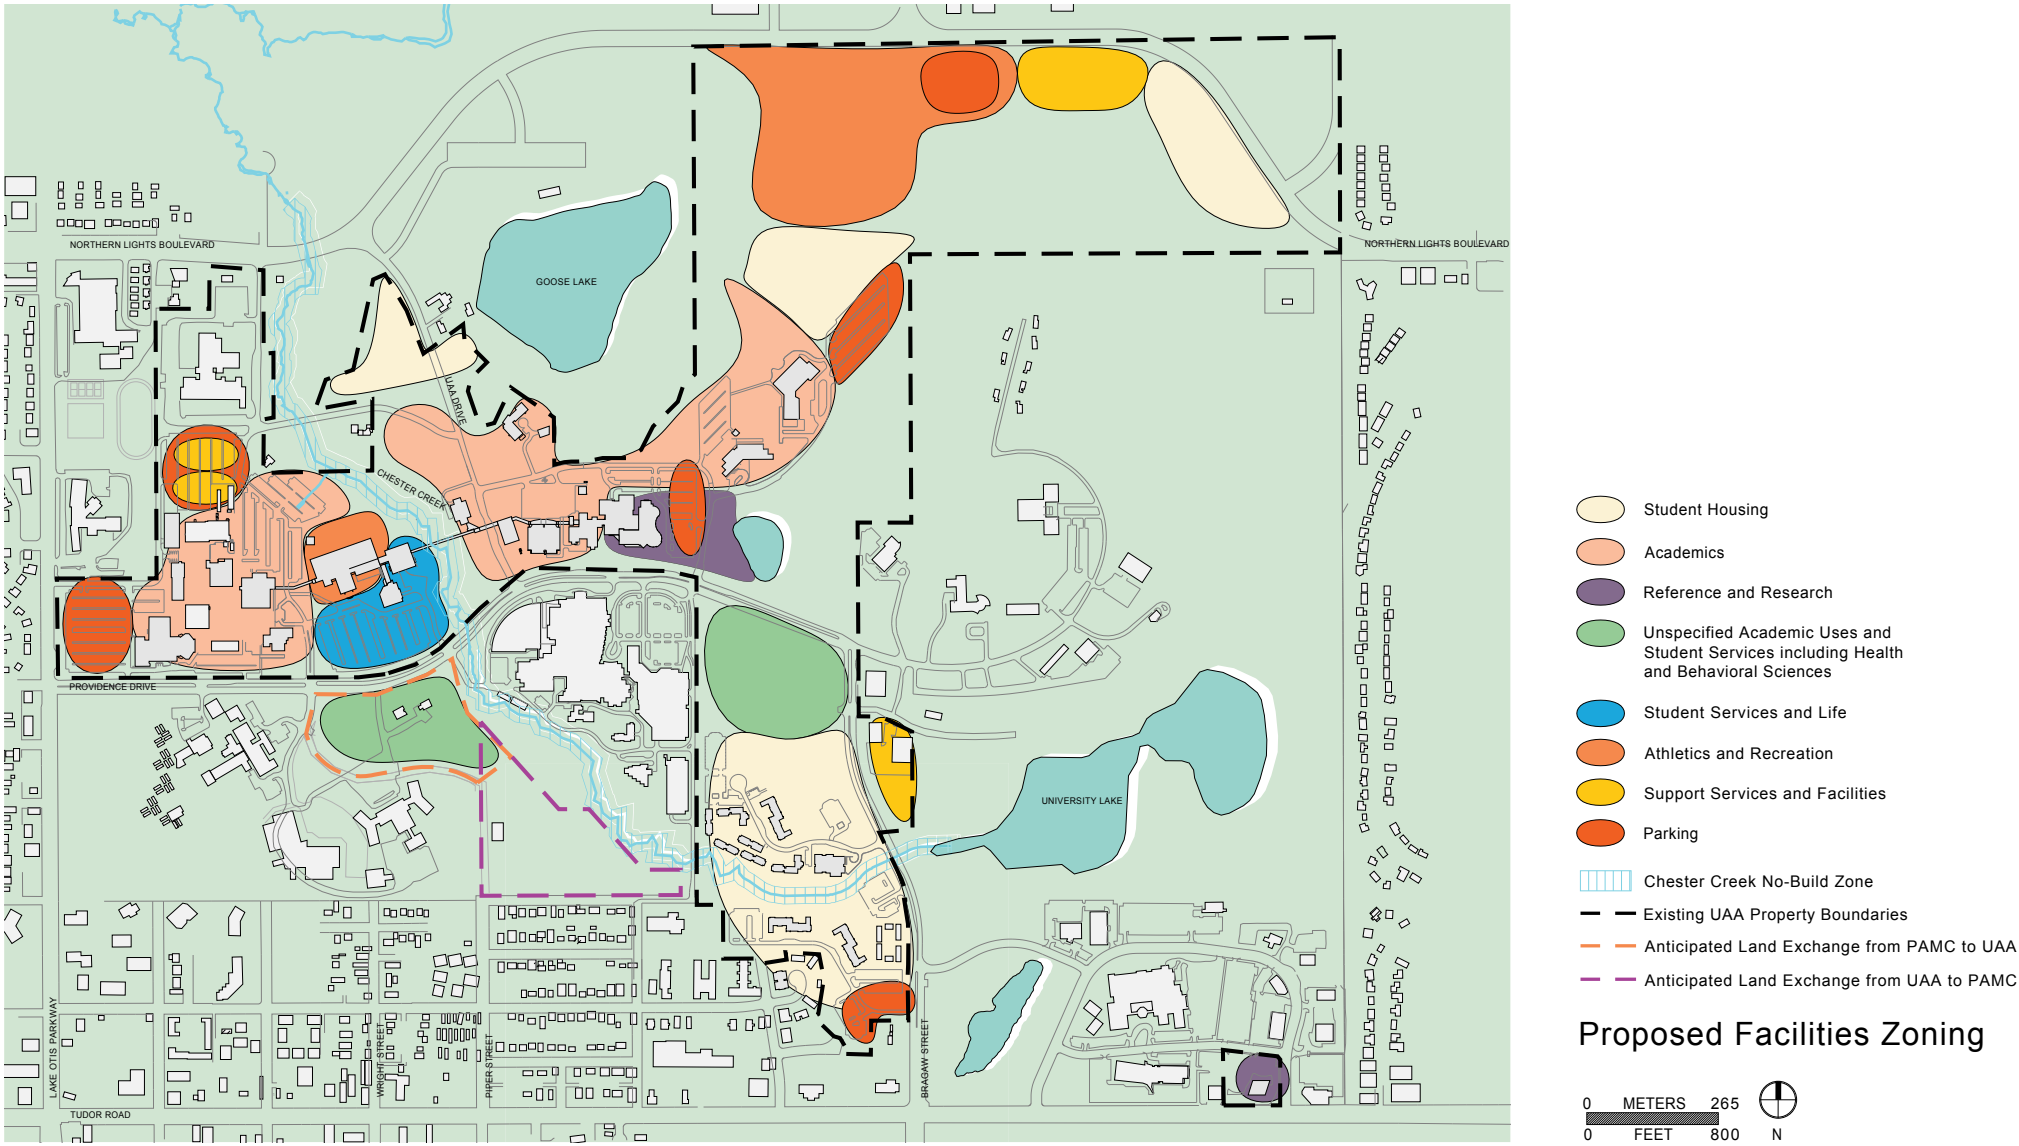 NORTHERN LIGHTS BOULEVARD
NORTHERN LIGHTS BOULEVARD
GOOSE LAKE
UAA DRIVE
CHESTER CREEK
PROVIDENCE DRIVE
UNIVERSITY LAKE
LAKE OTIS PARKWAY
WRIGHT STREET
PIPER STREET
BRAGAW STREET
TUDOR ROAD
Student Housing
Academics
Reference and Research
Unspecified Academic Uses and
Student Services including Health
and Behavioral Sciences
Student Services and Life
Athletics and Recreation
Support Services and Facilities
Parking
Chester Creek No-Build Zone
Existing UAA Property Boundaries
Anticipated Land Exchange from PAMC to UAA
Anticipated Land Exchange from UAA to PAMC
Proposed Facilities Zoning
0 METERS 265
0 FEET 800
N